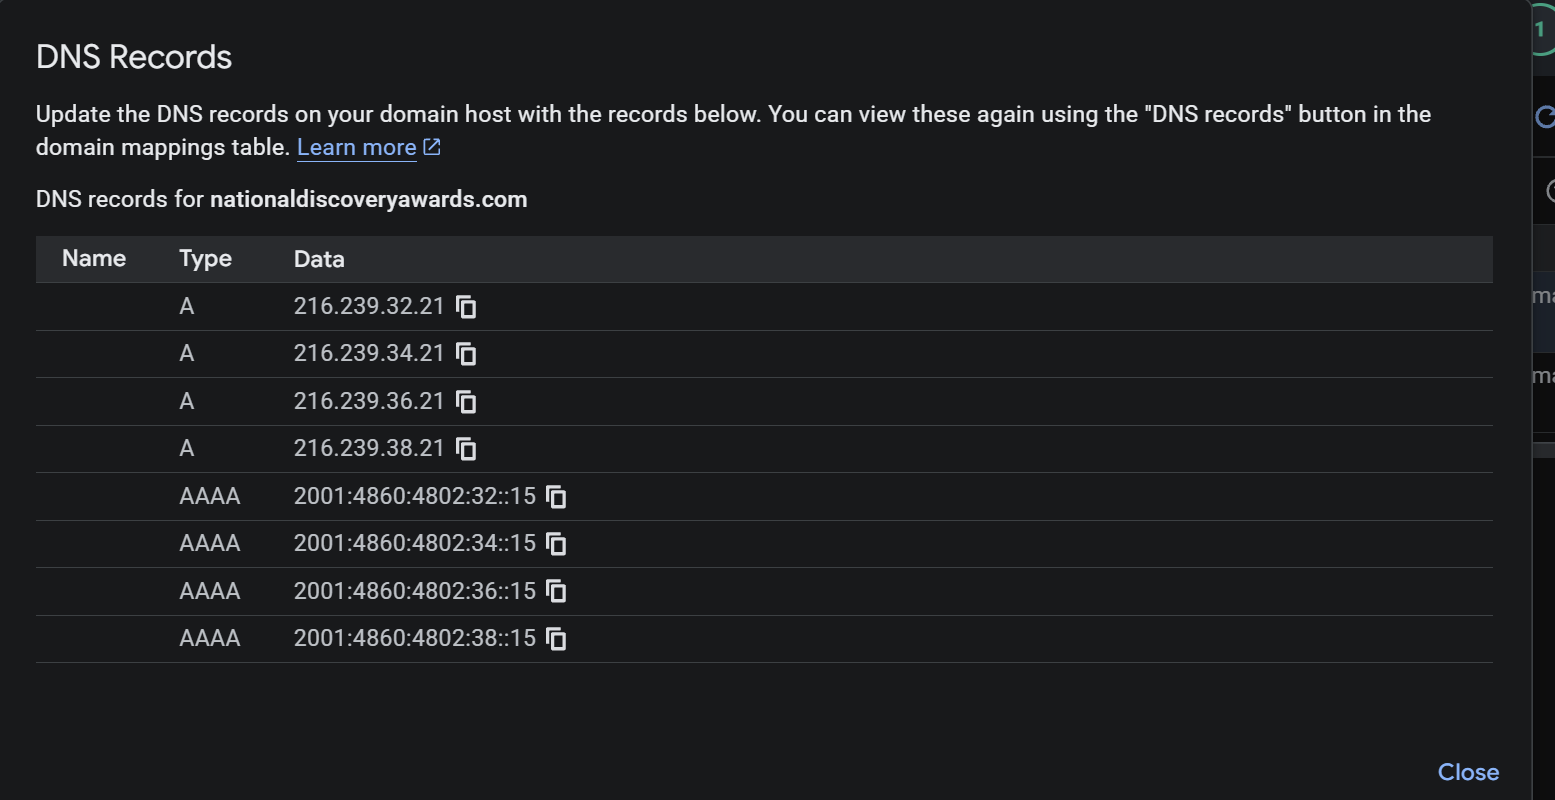 DNS Records
Update the DNS records on your domain host with the records below. You can view these again using the "DNS records" button in the
domain mappings table. Learn more
DNS records for nationaldiscoveryawards.com
Name Type Data
A 216.239.32.21
A 216.239.34.21
A 216.239.36.21
A 216.239.38.21
AAAA 2001:4860:4802:32::15
AAAA 2001:4860:4802:34::15
AAAA 2001:4860:4802:36::15
AAAA 2001:4860:4802:38::15
Close
1